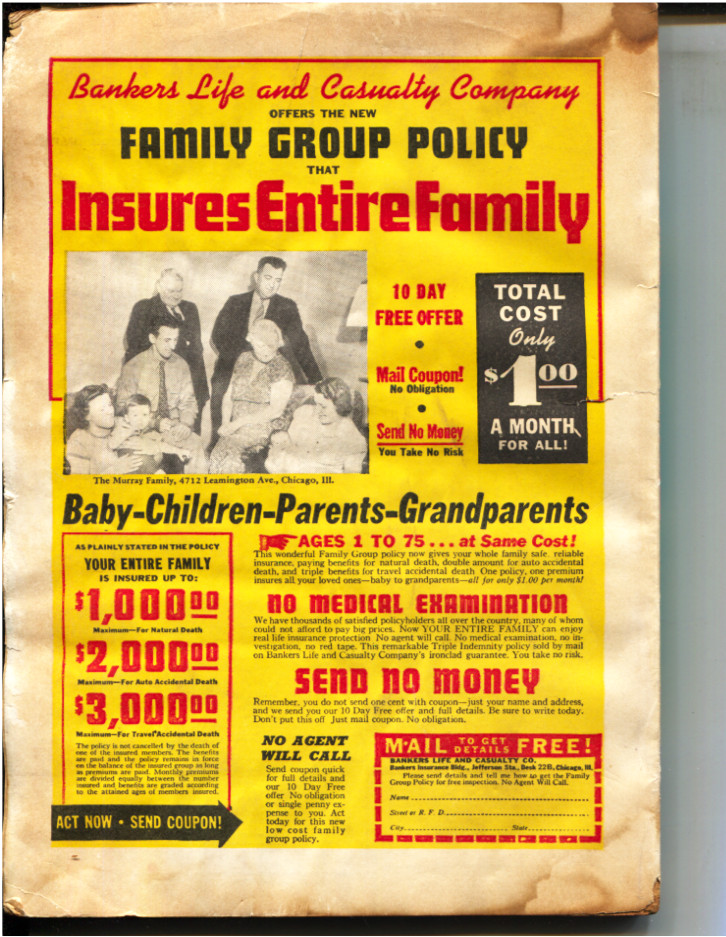 Bankers Life and Casualty Company
OFFERS THE NEW
FAMILY GROUP POLICY
THAT
Insures Entire Family
10 DAY
FREE OFFER
•
Mail Coupon!
No Obligation
•
Send No Money
You Take No Risk
TOTAL
COST
Only
$1.00
A MONTH
FOR ALL!
The Murray Family, 4712 Leamington Ave., Chicago, Ill.
Baby-Children-Parents-Grandparents
AS PLAINLY STATED IN THE POLICY
YOUR ENTIRE FAMILY
IS INSURED UP TO:
$1,000.00
Maximum—For Natural Death
$2,000.00
Maximum—For Auto Accidental Death
$3,000.00
Maximum—For Travel Accidental Death
The policy is not cancelled by the death of
one of the insured members. The benefits
are paid and the policy remains in force
on the balance of the insured group as long
as premiums are paid. Monthly premiums
are divided equally between the number
insured and benefits are graded according
to the attained ages of members insured.
ACT NOW • SEND COUPON!
AGES 1 TO 75 . . . at Same Cost!
This wonderful Family Group policy now gives your whole family safe, reliable
insurance, paying benefits for natural death, double amount for auto accidental
death, and triple benefits for travel accidental death. One policy, one premium
insures all your loved ones—baby to grandparents—all for only $1.00 per month!
NO MEDICAL EXAMINATION
We have thousands of satisfied policyholders all over the country, many of whom
could not afford to pay big prices. Now YOUR ENTIRE FAMILY can enjoy
real life insurance protection No agent will call. No medical examination, no in-
vestigation, no red tape. This remarkable Triple Indemnity policy sold by mail
on Bankers Life and Casualty Company's ironclad guarantee. You take no risk.
SEND NO MONEY
Remember, you do not send one cent with coupon—just your name and address,
and we send you our 10 Day Free offer and full details. Be sure to write today.
Don't put this off Just mail coupon. No obligation.
NO AGENT
WILL CALL
Send coupon quick
for full details and
our 10 Day Free
offer No obligation
or single penny ex-
pense to you. Act
today for this new
low cost family
group policy.
MAIL TO GET DETAILS FREE!
BANKERS LIFE AND CASUALTY CO.
Bankers Insurance Bldg., Jefferson Sta., Desk 22B, Chicago, Ill.
Please send details and tell me how to get the Family
Group Policy for free inspection. No Agent Will Call.
Name
Street or R. F. D.
City State